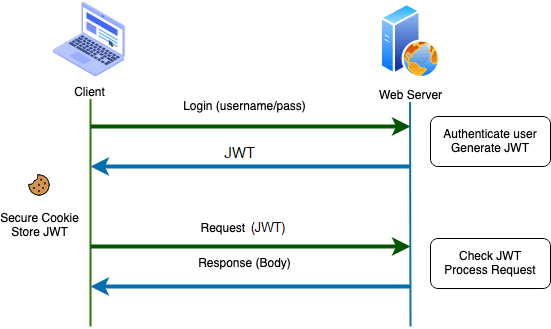 Client
Web Server
Login (username/pass)
Authenticate user
Generate JWT
JWT
Secure Cookie
Store JWT
Request (JWT)
Check JWT
Process Request
Response (Body)